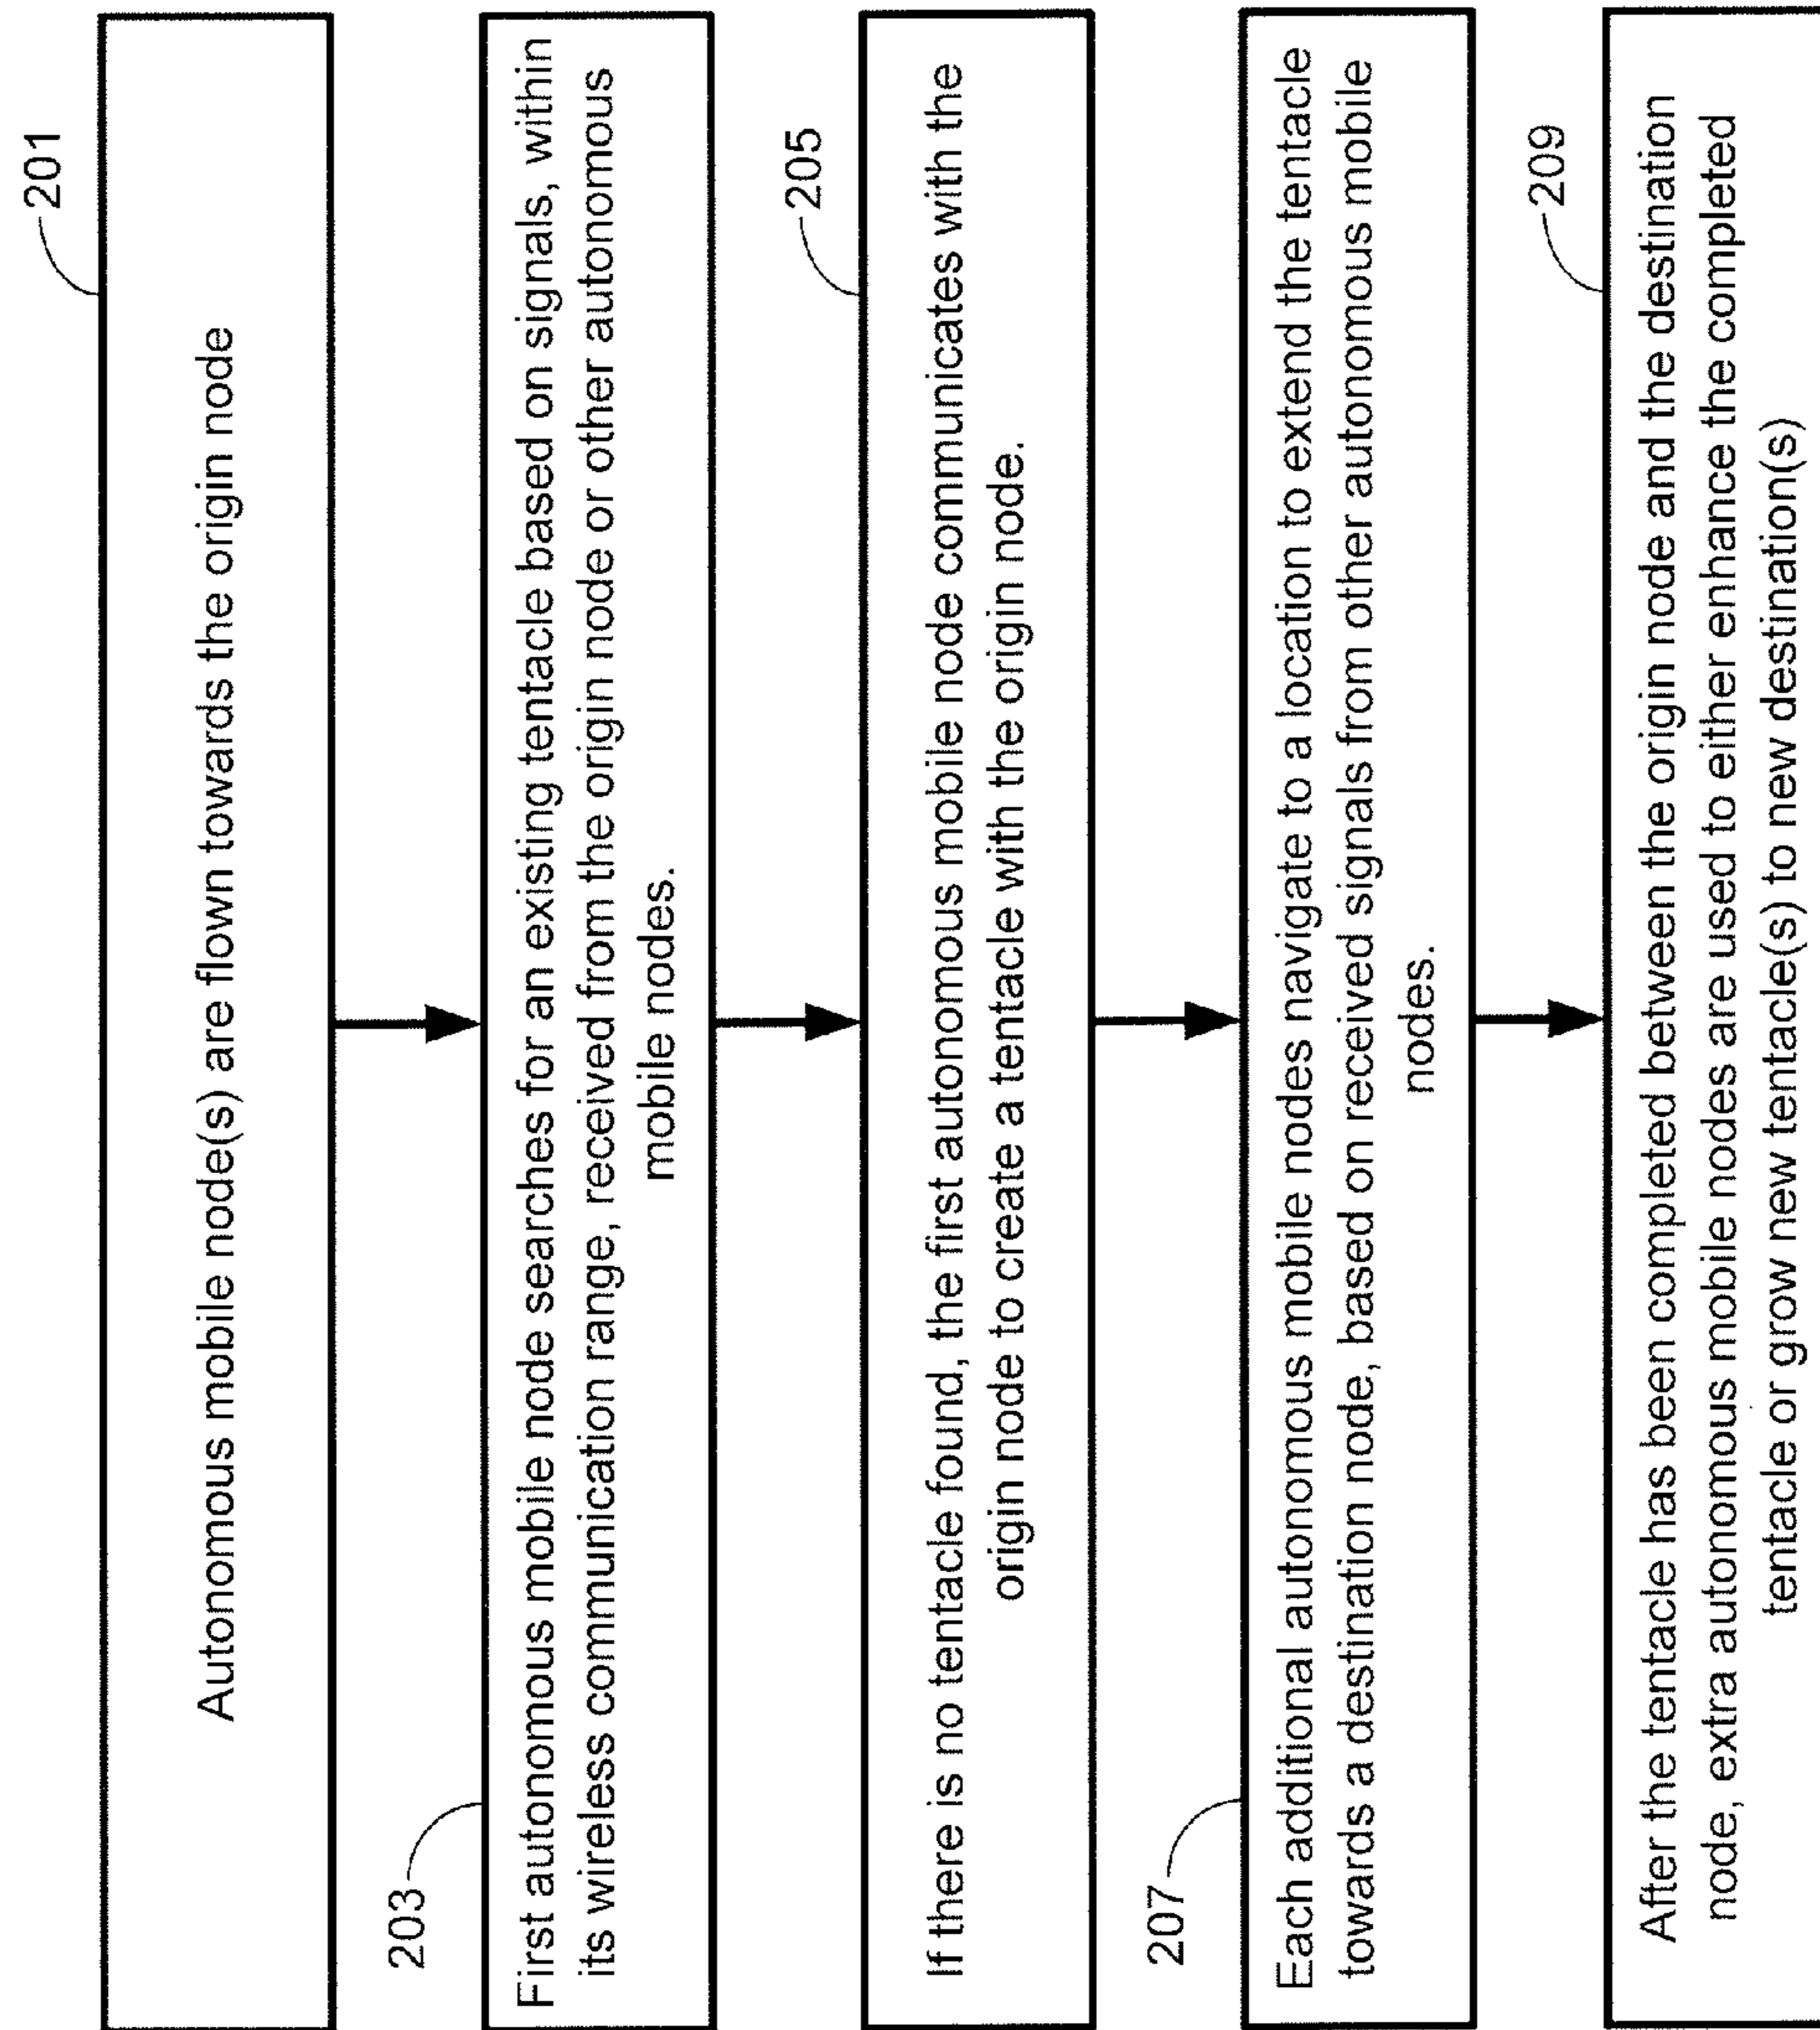 201
Autonomous mobile node(s) are flown towards the origin node
203
First autonomous mobile node searches for an existing tentacle based on signals, within
its wireless communication range, received from the origin node or other autonomous
mobile nodes.
205
If there is no tentacle found, the first autonomous mobile node communicates with the
origin node to create a tentacle with the origin node.
207
Each additional autonomous mobile nodes navigate to a location to extend the tentacle
towards a destination node, based on received signals from other autonomous mobile
nodes.
209
After the tentacle has been completed between the origin node and the destination
node, extra autonomous mobile nodes are used to either enhance the completed
tentacle or grow new tentacle(s) to new destination(s)